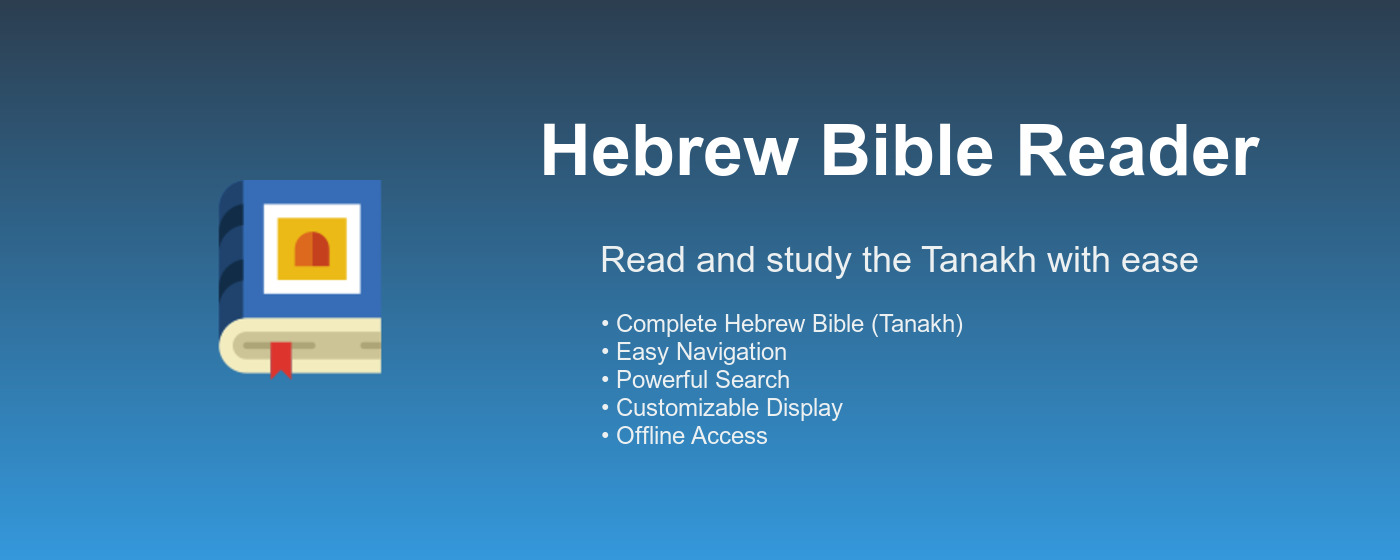 Hebrew Bible Reader
Read and study the Tanakh with ease
• Complete Hebrew Bible (Tanakh)
• Easy Navigation
• Powerful Search
• Customizable Display
• Offline Access